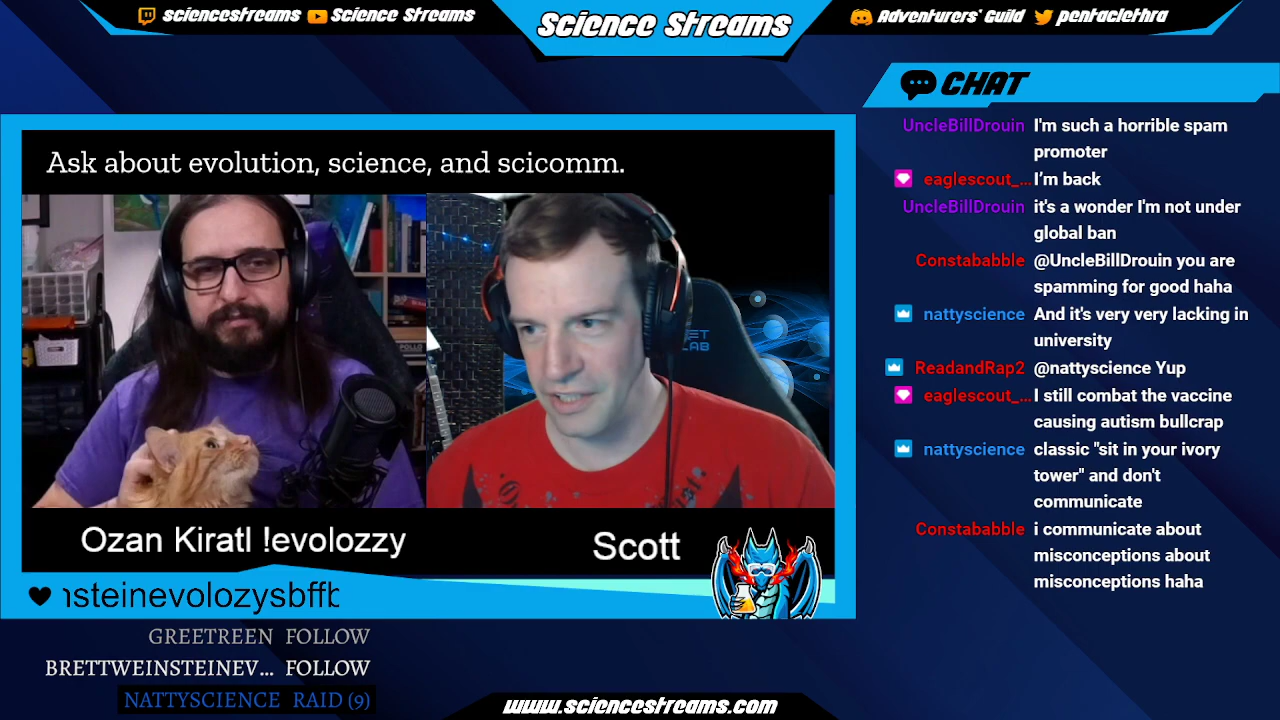 sciencestreams Science Streams
Science Streams
Adventurers' Guild pentaclethra
CHAT
Ask about evolution, science, and scicomm.
UncleBillDrouin I'm such a horrible spam
promoter
eaglescout_... I'm back
UncleBillDrouin it's a wonder I'm not under
global ban
Constababble @UncleBillDrouin you are
spamming for good haha
nattyscience And it's very very lacking in
university
ReadandRap2 @nattyscience Yup
eaglescout_... I still combat the vaccine
causing autism bullcrap
nattyscience classic "sit in your ivory
tower" and don't
communicate
Constababble i communicate about
misconceptions about
misconceptions haha
Ozan Kiratl !evolozzy
Scott
nsteinevolozysbffb
GREETREEN FOLLOW
BRETTWEINSTEINEV... FOLLOW
NATTYSCIENCE RAID (9)
www.sciencestreams.com